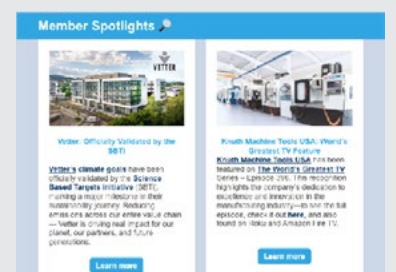 Member Spotlights
VETTER
Vetter: Officially Validated by the
SBTi
Vetter's climate goals have been
officially validated by the Science
Based Targets initiative (SBTi),
marking a major milestone in their
sustainability journey. Reducing
emissions across our entire value chain
— Vetter is driving real impact for our
planet, our partners, and future
generations.
Learn more
Knuth Machine Tools USA: World's
Greatest TV Feature
Knuth Machine Tools USA has been
featured on The World's Greatest TV
Series – Episode
This recognition
highlights the company's dedication to
excellence and innovation in the
manufacturing industry—to see the full
episode, check it out here, and also
found on Roku and Amazon Fire TV.
Learn more